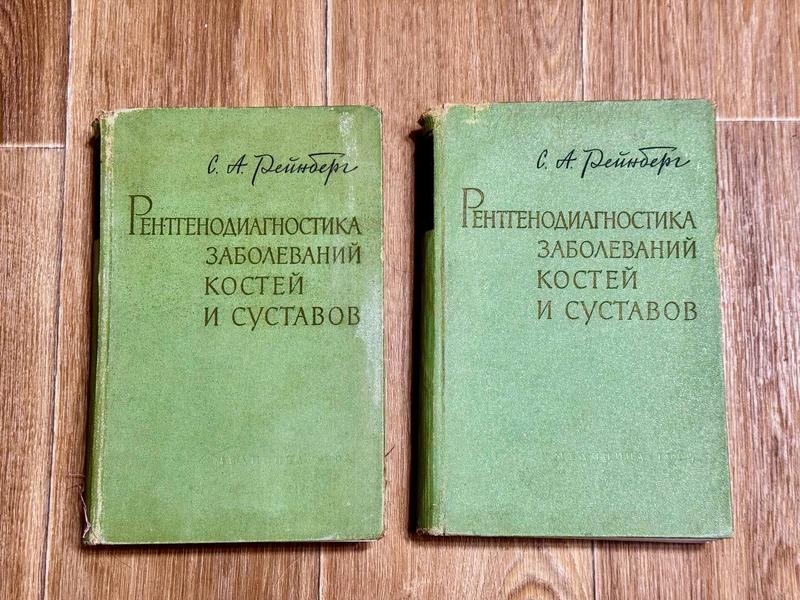 С. А. Рейнберг
РЕНТГЕНОДИАГНОСТИКА
ЗАБОЛЕВАНИЙ
КОСТЕЙ
И СУСТАВОВ
С. А. Рейнберг
РЕНТГЕНОДИАГНОСТИКА
ЗАБОЛЕВАНИЙ
КОСТЕЙ
И СУСТАВОВ